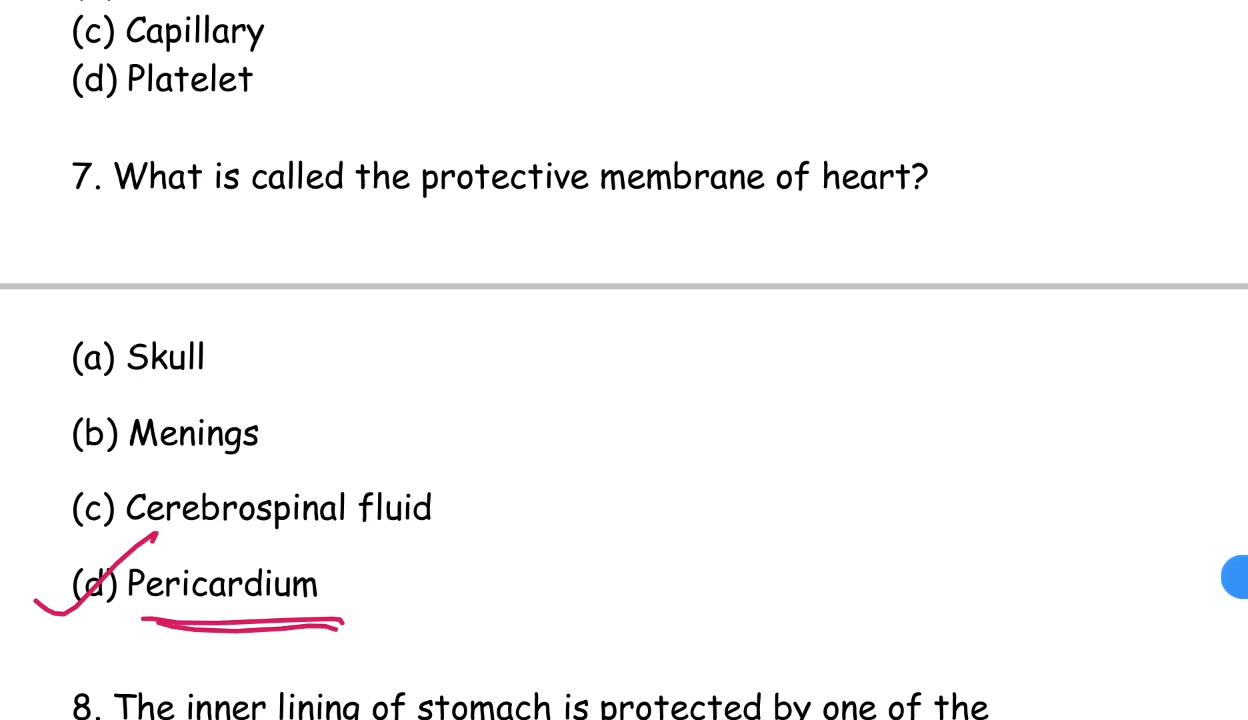 (c) Capillary
(d) Platelet
7. What is called the protective membrane of heart?
(a) Skull
(b) Menings
(c) Cerebrospinal fluid
(d) Pericardium
8. The inner lining of stomach is protected by one of the